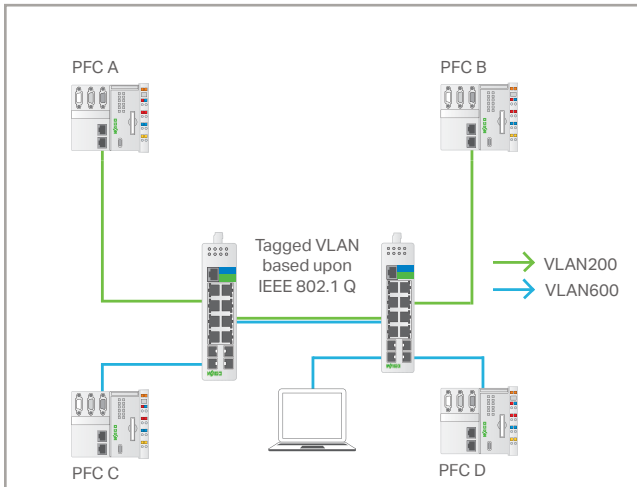 PFC A
PFC B
Tagged VLAN
based upon
IEEE 802.1 Q
VLAN200
VLAN600
PFC C
PFC D